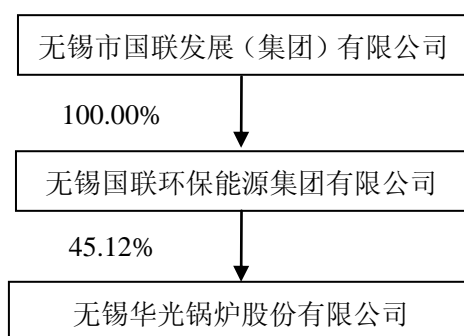 无锡市国联发展（集团）有限公司
100.00%
无锡国联环保能源集团有限公司
45.12%
无锡华光锅炉股份有限公司